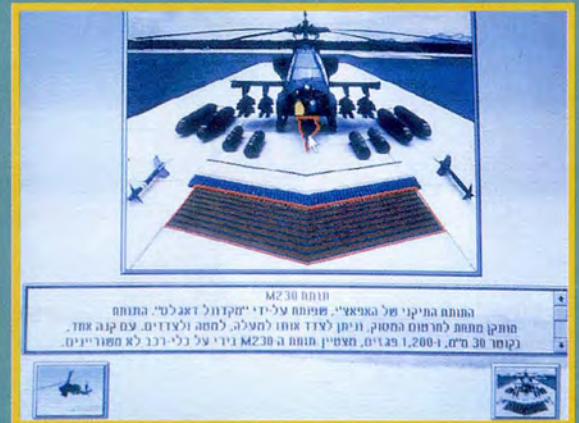 תותח M230
התותח התיקני של האפאצ'י, שפותח על-ידי "מקדונל דאגלס". התותח
מותקן מתחת לחרטום המסוק, וניתן לצדד אותו למעלה, למטה ולצדדים. עם קנה אחד,
בקוטר 30 מ"מ, ו-1,200 פגזים, מצטיין תותח ה-M230 בירי על כלי-רכב לא משוריינים.